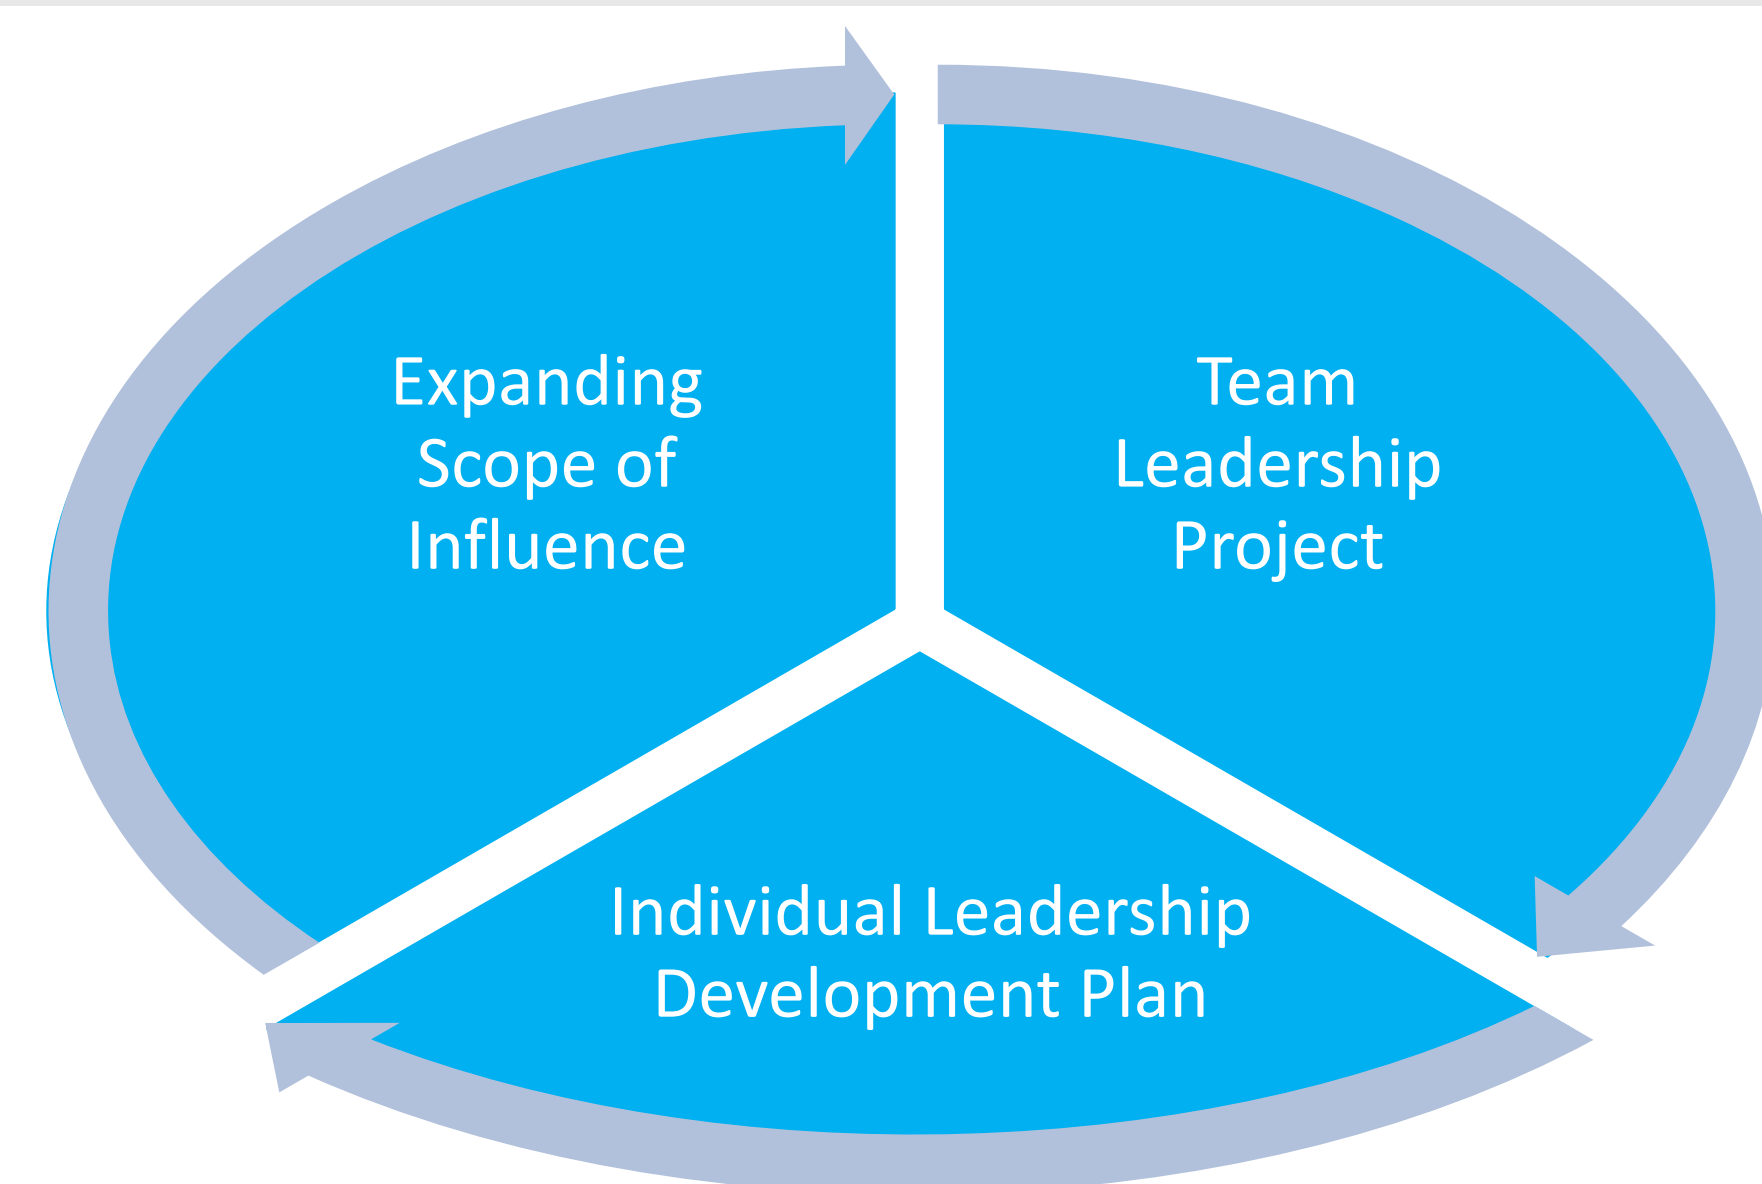 Expanding
Scope of
Influence
Team
Leadership
Project
Individual Leadership
Development Plan